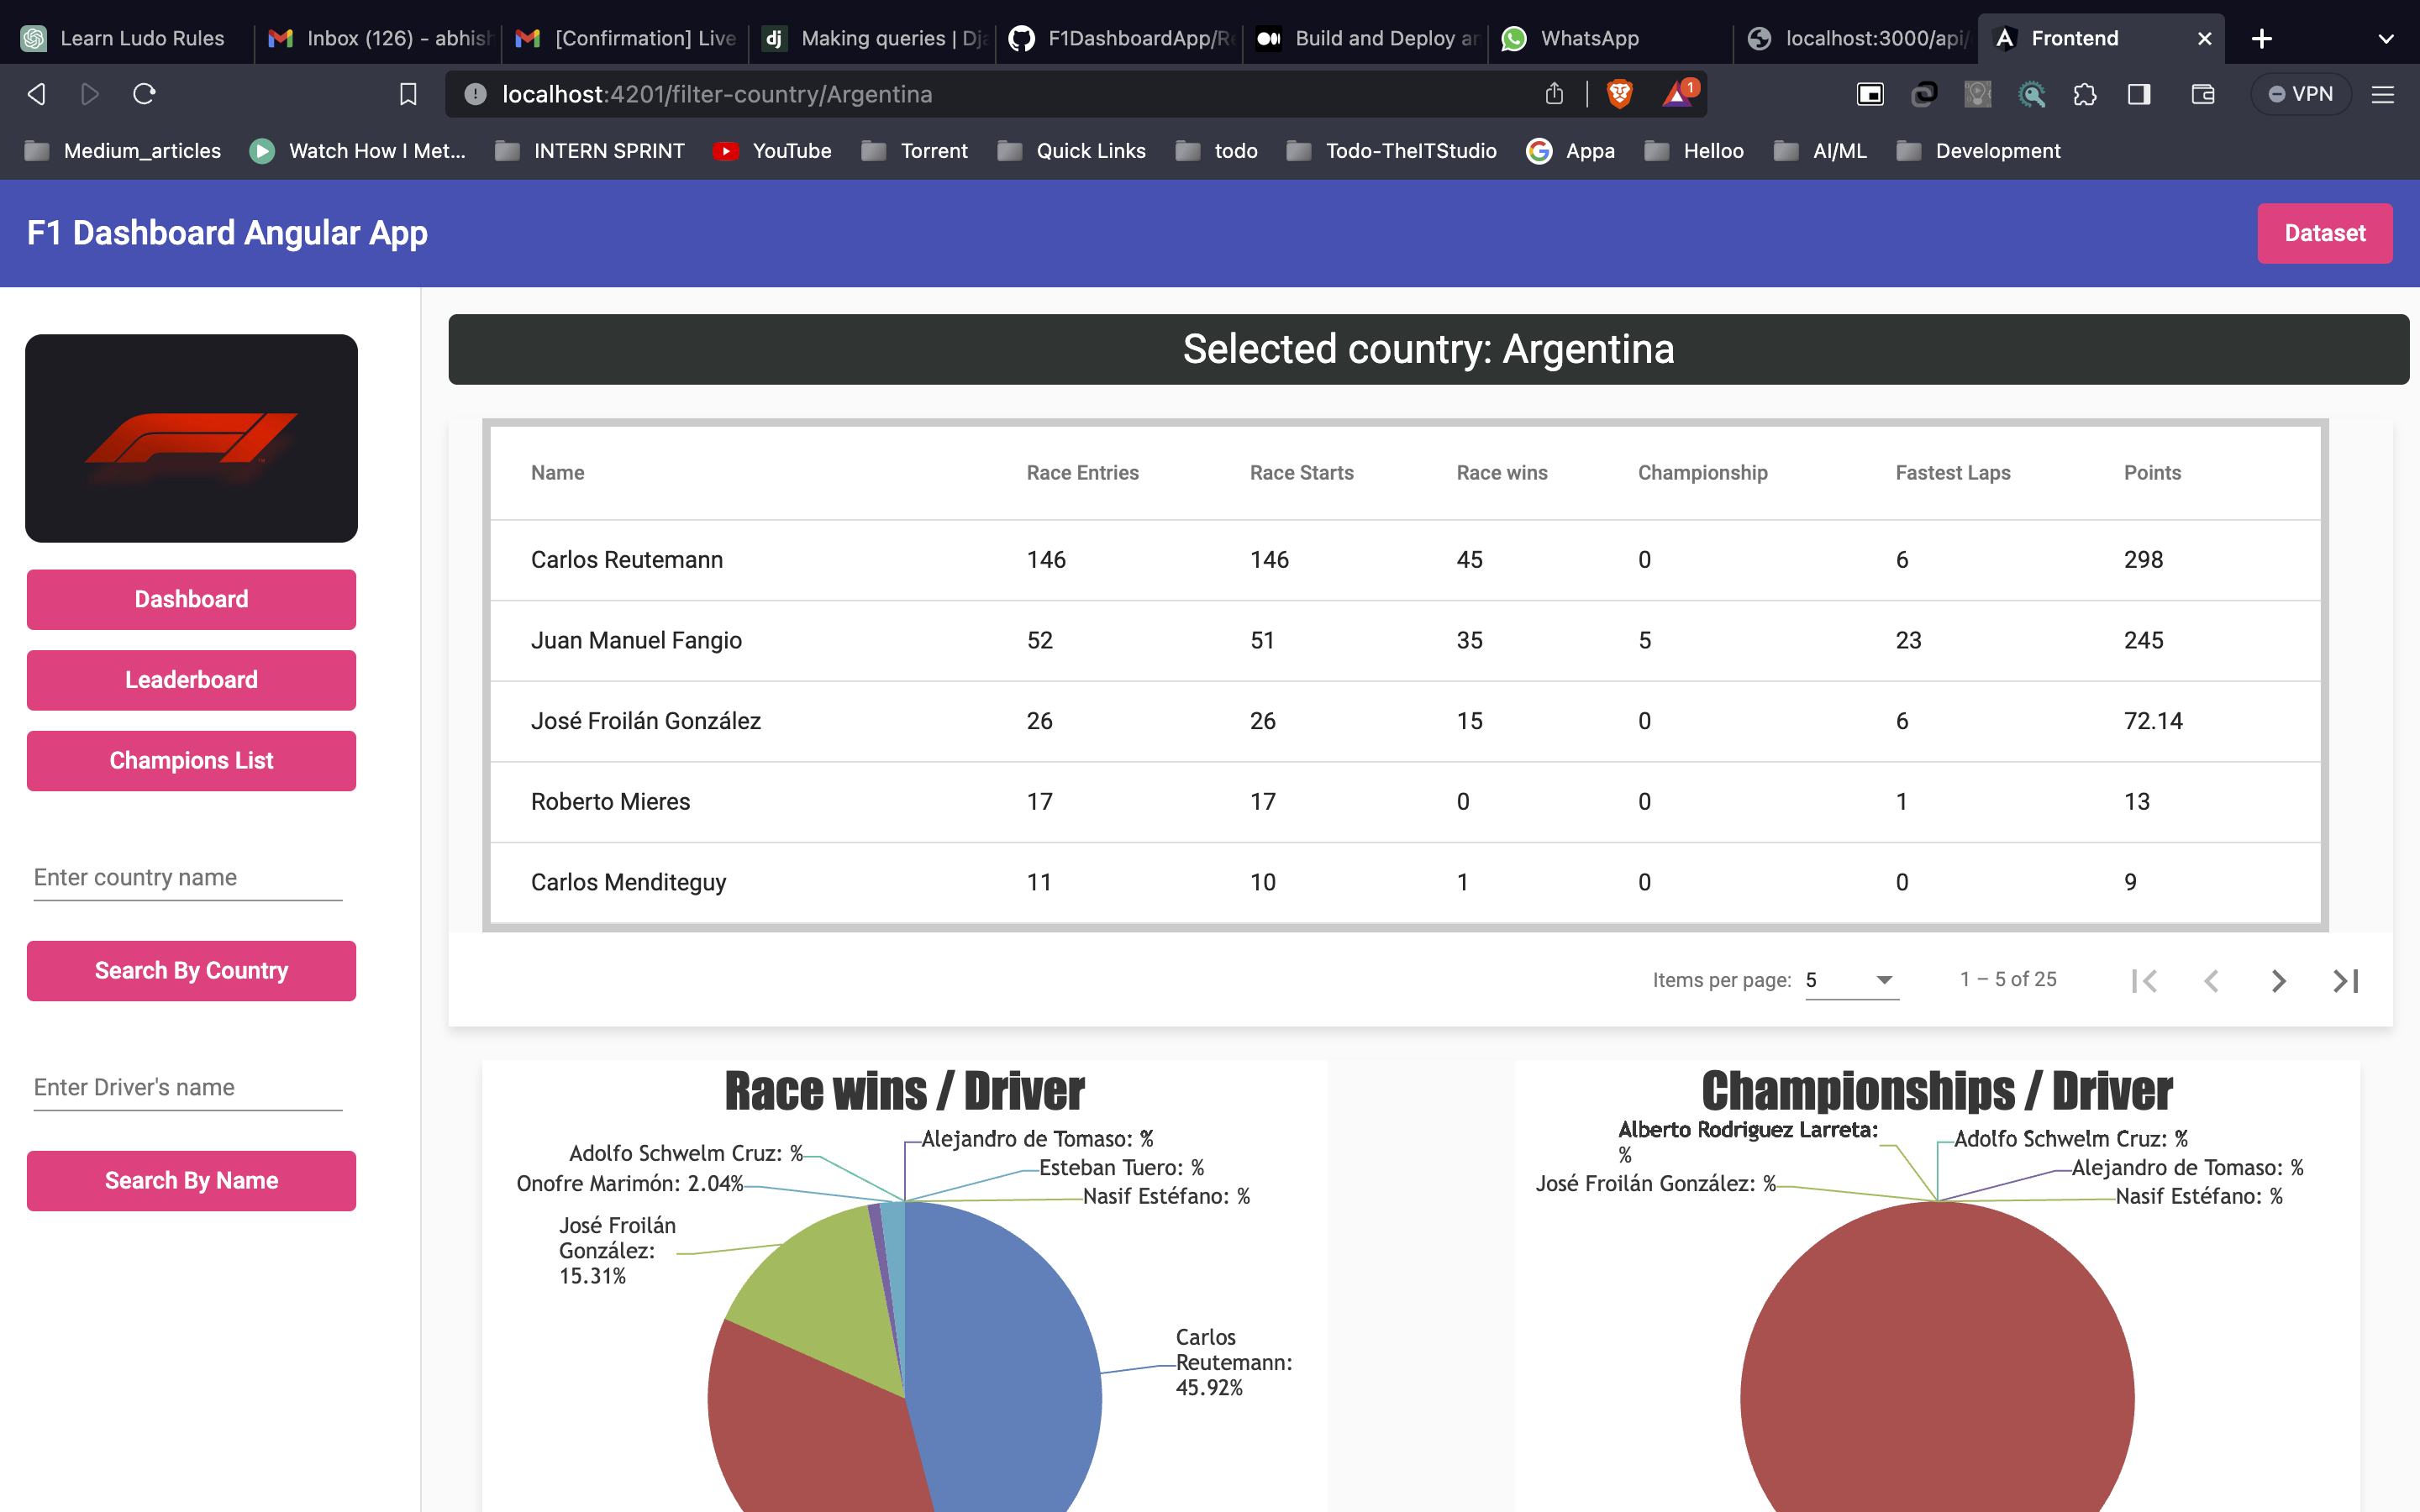 Learn Ludo Rules
Inbox (126) - abhish
[Confirmation] Live
dj Making queries | Dja
F1DashboardApp/Re
Build and Deploy an
WhatsApp
localhost:3000/api/
Frontend
localhost:4201/filter-country/Argentina
1
VPN
Medium_articles
Watch How I Met...
INTERN SPRINT
YouTube
Torrent
Quick Links
todo
Todo-TheITStudio
Appa
Helloo
AI/ML
Development
F1 Dashboard Angular App
Dataset
Selected country: Argentina
Dashboard
Leaderboard
Champions List
Enter country name
Search By Country
Enter Driver's name
Search By Name
Name Race Entries Race Starts Race wins Championship Fastest Laps Points
Carlos Reutemann 146 146 45 0 6 298
Juan Manuel Fangio 52 51 35 5 23 245
José Froilán González 26 26 15 0 6 72.14
Roberto Mieres 17 17 0 0 1 13
Carlos Menditeguy 11 10 1 0 0 9
Items per page: 5 1 – 5 of 25
Race wins / Driver
Alejandro de Tomaso: %
Adolfo Schwelm Cruz: %
Esteban Tuero: %
Onofre Marimón: 2.04%
Nasif Estéfano: %
José Froilán
González:
15.31%
Carlos
Reutemann:
45.92%
Championships / Driver
Alberto Rodriguez Larreta:
%
Adolfo Schwelm Cruz: %
Alejandro de Tomaso: %
José Froilán González: %
Nasif Estéfano: %